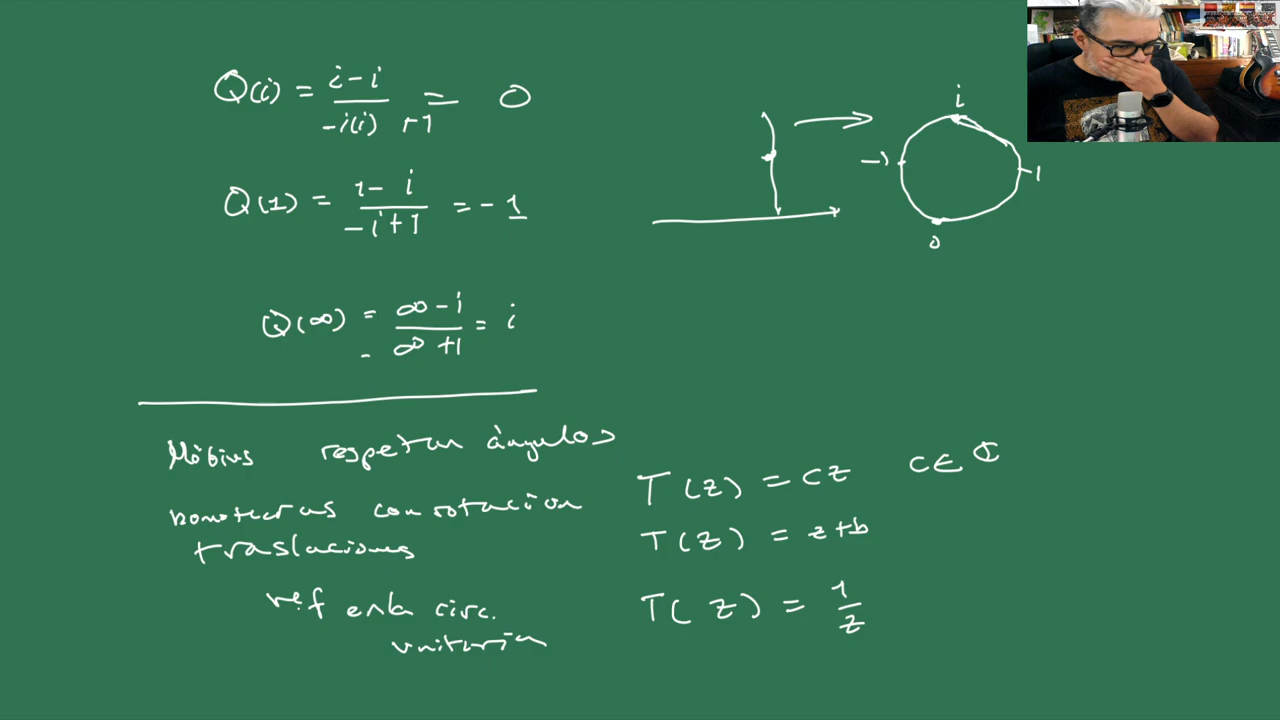 Q(i) = i-i / -i(i) +1 = 0
Q(1) = 1-i / -i+1 = -1
Q(∞) = ∞-i / -∞+1 = i
i
-1
1
0
Möbius respetan ángulos
homotecias con rotación
traslaciones
ref en la circ.
unitaria
T(z) = cz c∈ℂ
T(z) = z+b
T(z) = 1/z